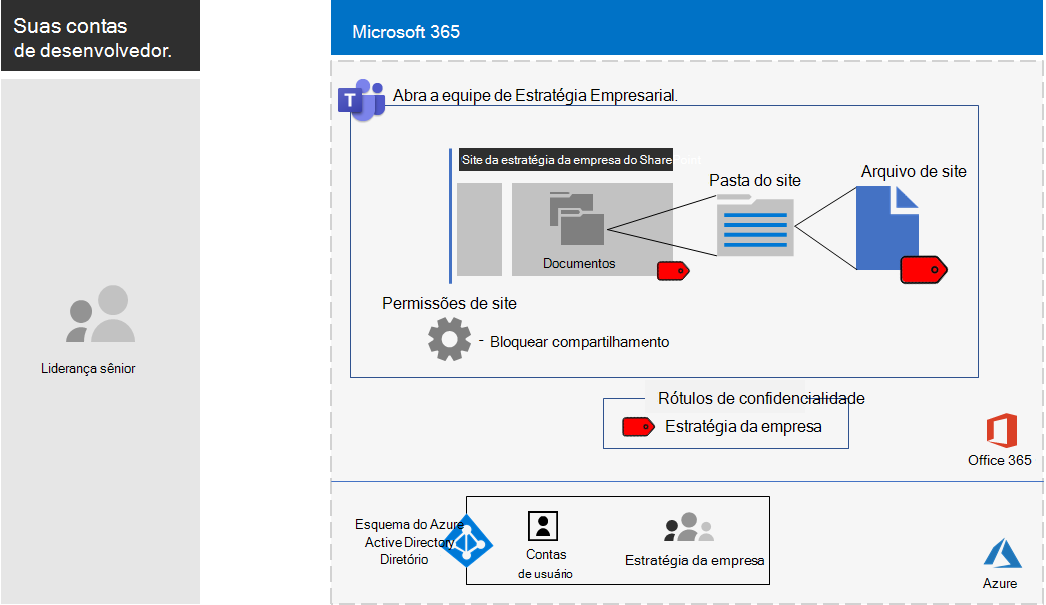 Suas contas
de desenvolvedor.
Liderança sênior
Microsoft 365
T
Abra a equipe de Estratégia Empresarial.
Site da estratégia da empresa do SharePoint
Pasta do site
Arquivo de site
Documentos
Permissões de site
- Bloquear compartilhamento
Rótulos de confidencialidade
Estratégia da empresa
Office 365
Esquema do Azure
Active Directory
Diretório
Contas
de usuário
Estratégia da empresa
Azure